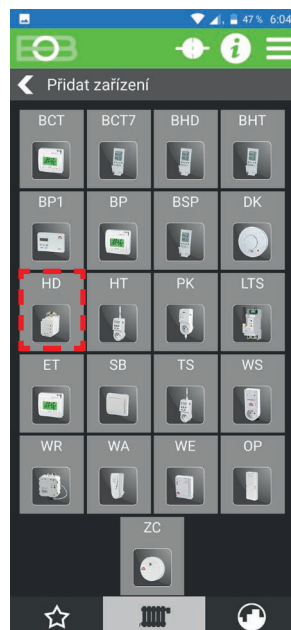 47 % 6:04
EOB
Přidat zařízení
BCT BCT7 BHD BHT
BP1 BP BSP DK
HD HT PK LTS
ET SB TS WS
WR WA WE OP
ZC